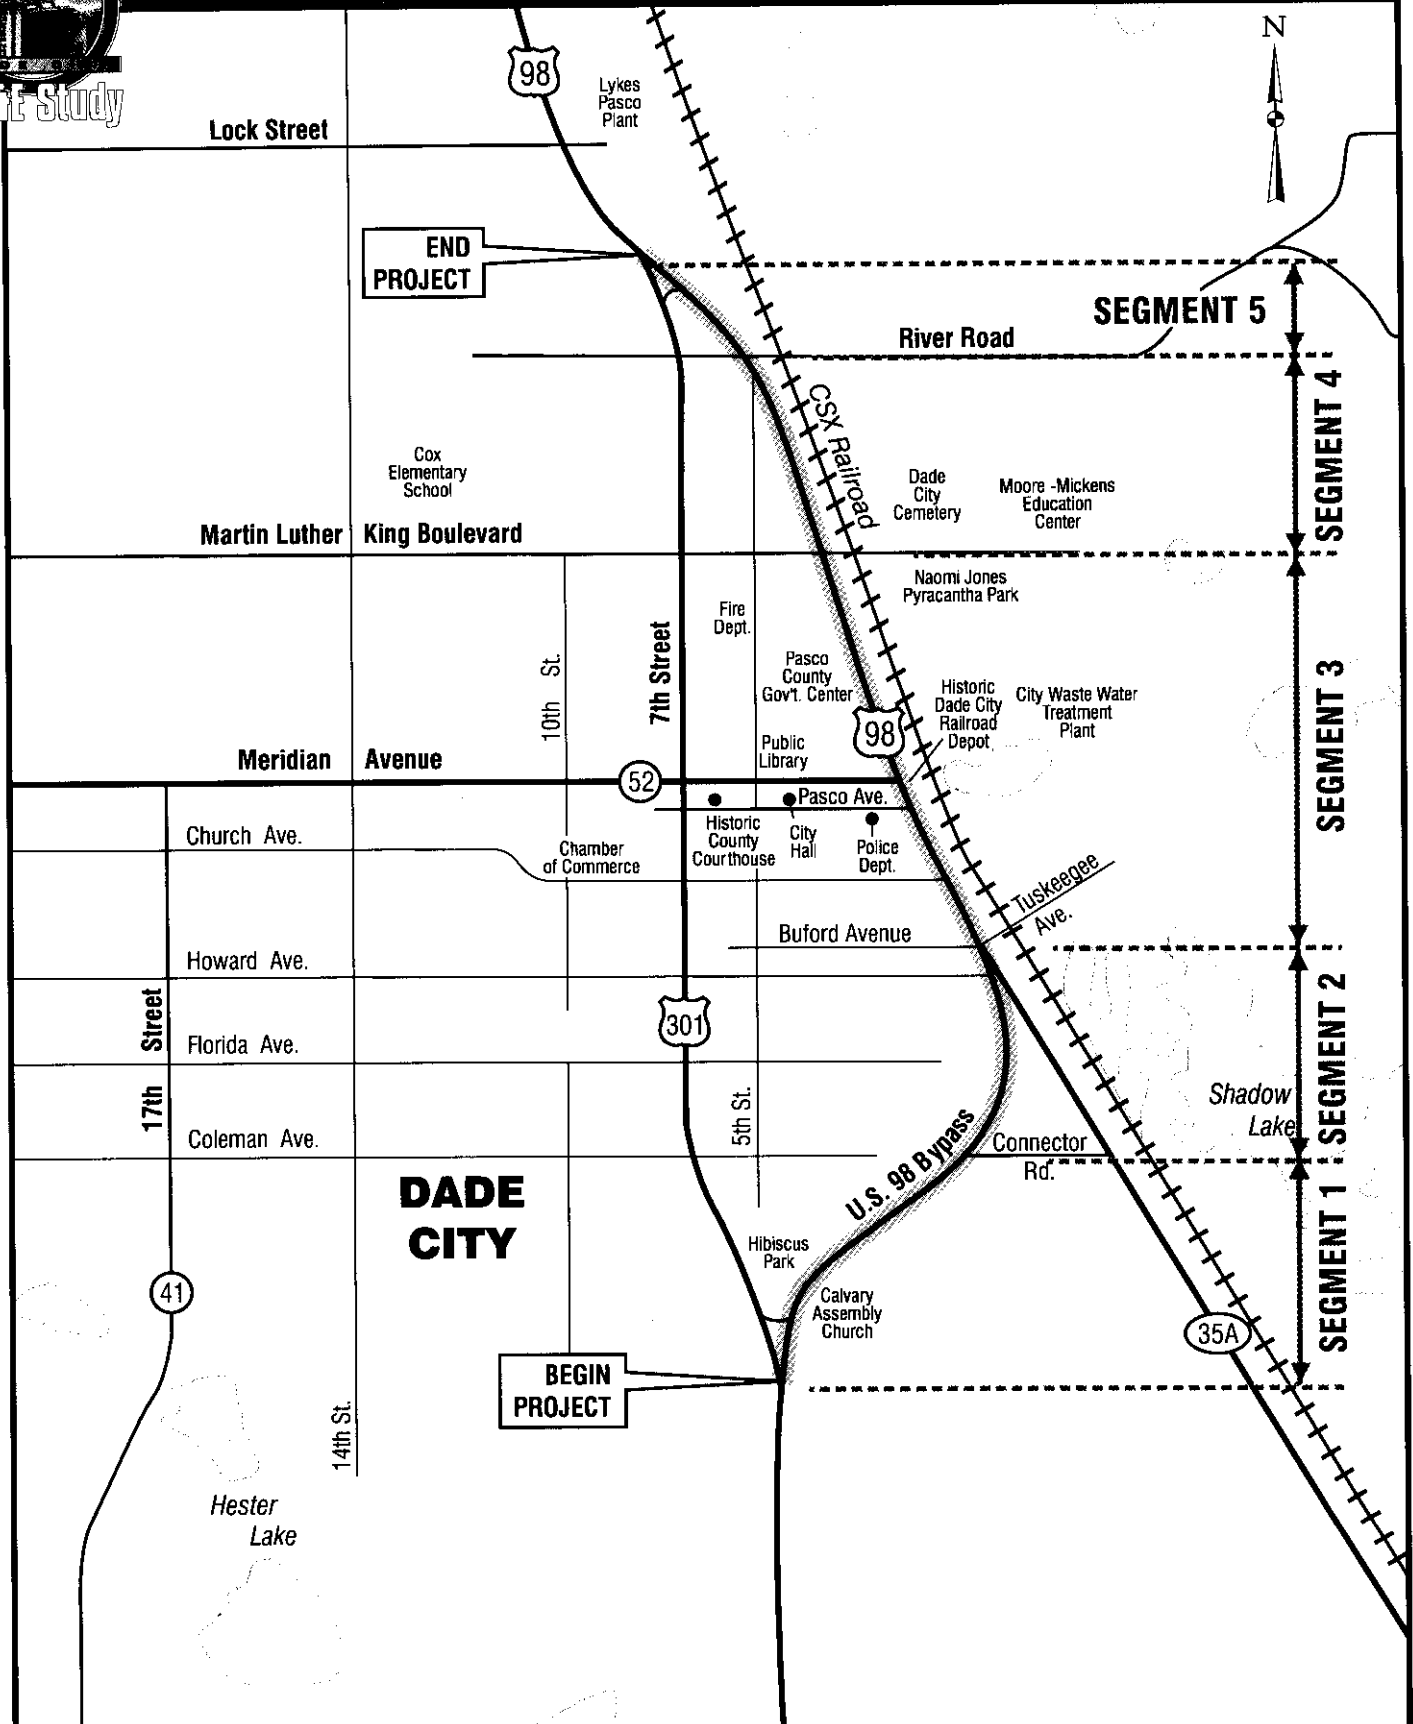 E Study
N
98
Lykes
Pasco
Plant
Lock Street
END
PROJECT
SEGMENT 5
River Road
SEGMENT 4
CSX Railroad
Cox
Elementary
School
Dade
City
Cemetery
Moore -Mickens
Education
Center
Martin Luther King Boulevard
Naomi Jones
Pyracantha Park
Fire
Dept.
7th Street
10th St.
Pasco
County
Gov't. Center
Historic
Dade City
Railroad
Depot
City Waste Water
Treatment
Plant
SEGMENT 3
98
Public
Library
Meridian Avenue
52
Pasco Ave.
Church Ave.
Historic
County
Courthouse
City
Hall
Police
Dept.
Chamber
of Commerce
Tuskeegee
Ave.
Buford Avenue
Howard Ave.
17th Street
301
Florida Ave.
SEGMENT 2
Shadow
Lake
5th St.
Coleman Ave.
Connector
Rd.
U.S. 98 Bypass
DADE
CITY
SEGMENT 1
Hibiscus
Park
41
Calvary
Assembly
Church
35A
BEGIN
PROJECT
14th St.
Hester
Lake